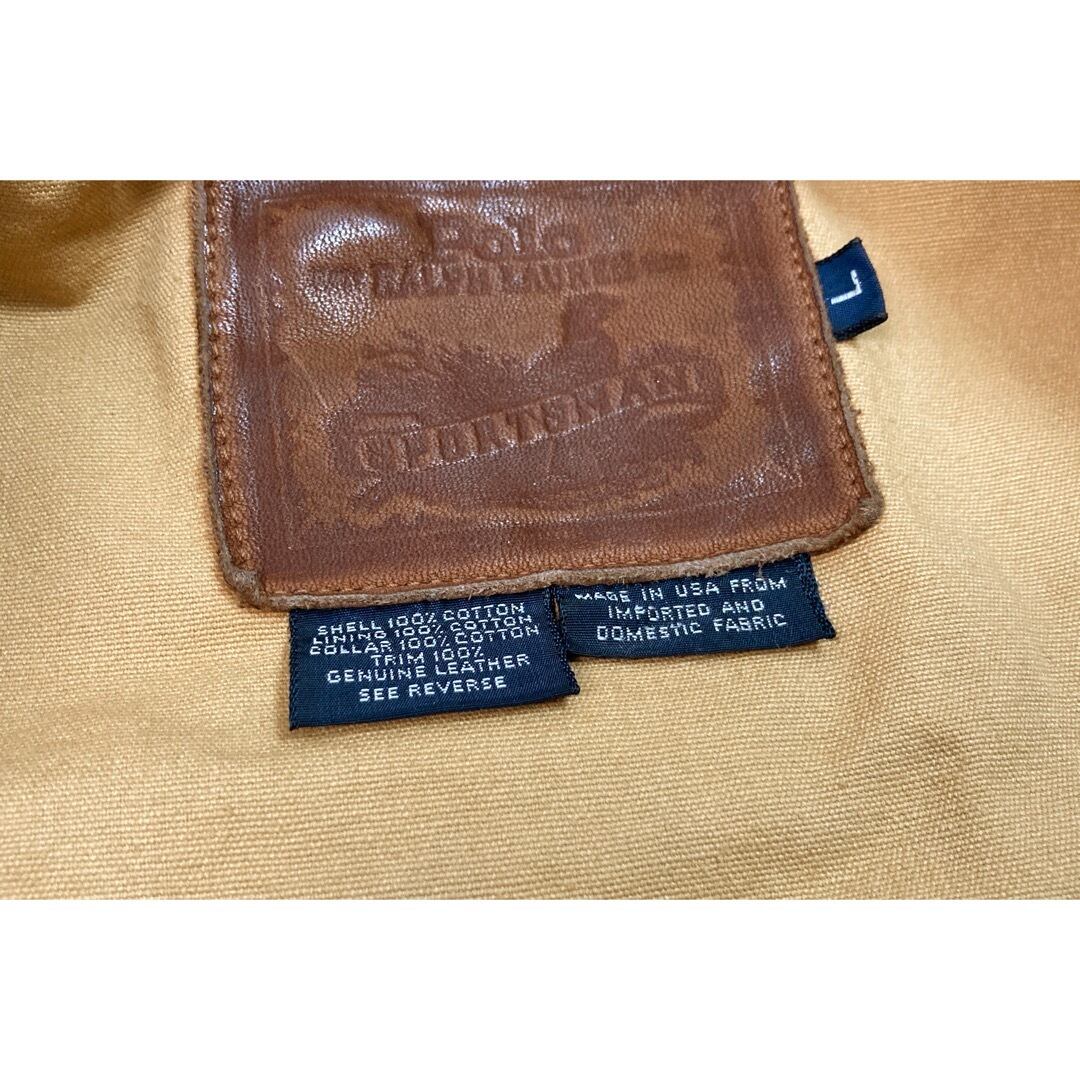 Polo
RALPH LAUREN
SPORTSMAN
L
SHELL 100% COTTON
LINING 100% COTTON
COLLAR 100% COTTON
TRIM 100%
GENUINE LEATHER
SEE REVERSE
MADE IN USA FROM
IMPORTED AND
DOMESTIC FABRIC